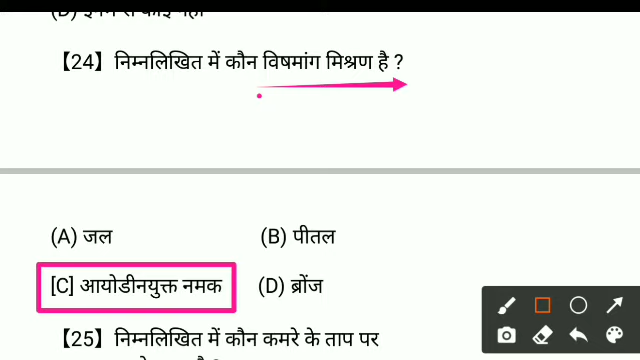 【24】 निम्नलिखित में कौन विषमांग मिश्रण है ?
(A) जल (B) पीतल
[C] आयोडीनयुक्त नमक (D) ब्रोंज
【25】 निम्नलिखित में कौन कमरे के ताप पर